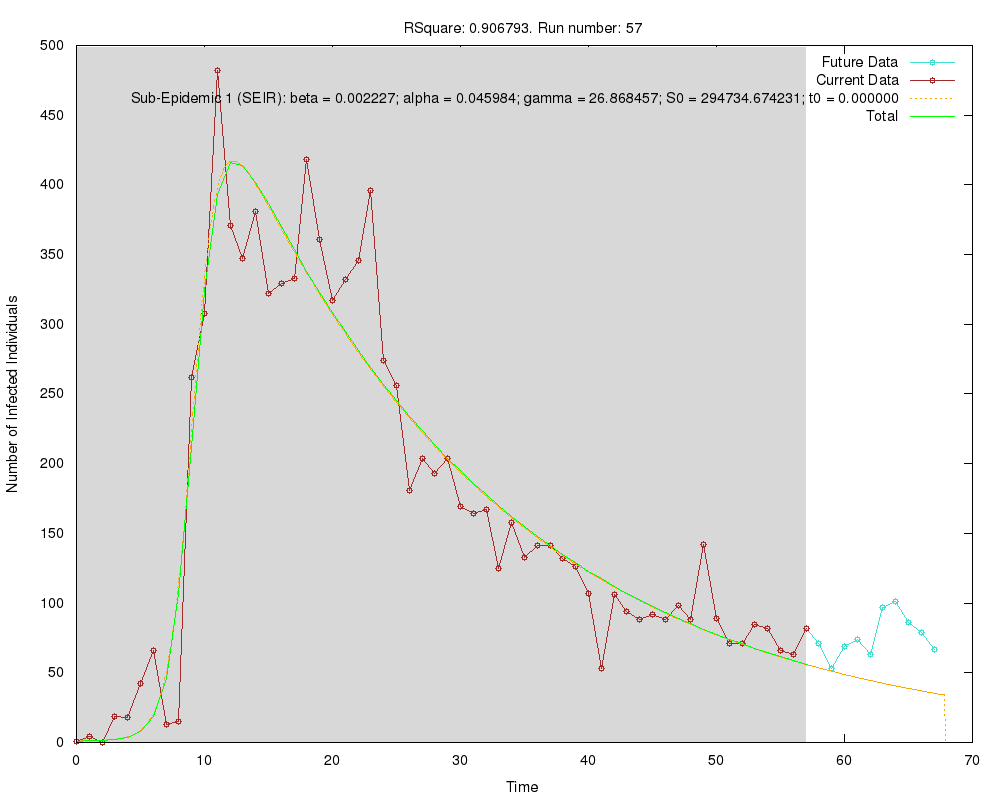 RSquare: 0.906793. Run number: 57
500
450
400
350
300
250
200
150
100
50
0
Number of Infected Individuals
Future Data
Current Data
Sub-Epidemic 1 (SEIR): beta = 0.002227; alpha = 0.045984; gamma = 26.868457; S0 = 294734.674231; t0 = 0.000000
Total
0 10 20 30 40 50 60 70
Time